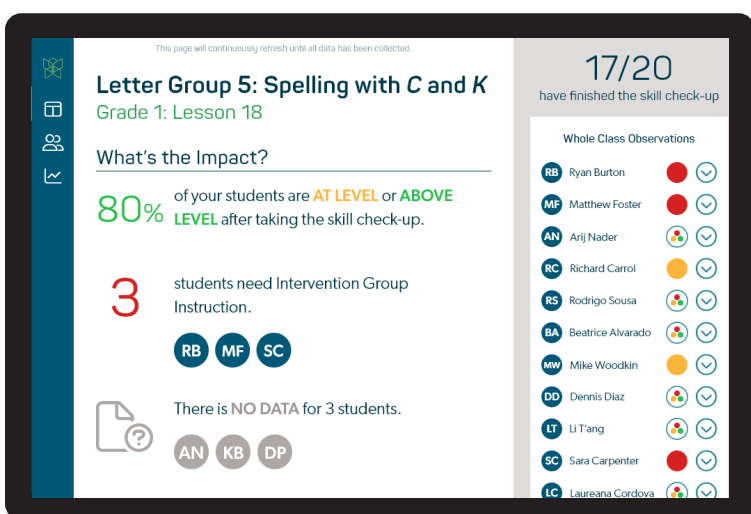 This page will continuously refresh until all data has been collected.
Letter Group 5: Spelling with C and K
Grade 1: Lesson 18
What's the Impact?
80% of your students are AT LEVEL or ABOVE
LEVEL after taking the skill check-up.
3 students need Intervention Group
Instruction.
RB MF SC
There is NO DATA for 3 students.
AN KB DP
17/20
have finished the skill check-up
Whole Class Observations
RB Ryan Burton
MF Matthew Foster
AN Arij Nader
RC Richard Carrol
RS Rodrigo Sousa
BA Beatrice Alvarado
MW Mike Woodkin
DD Dennis Diaz
LT Li T'ang
SC Sara Carpenter
LC Laureana Cordova